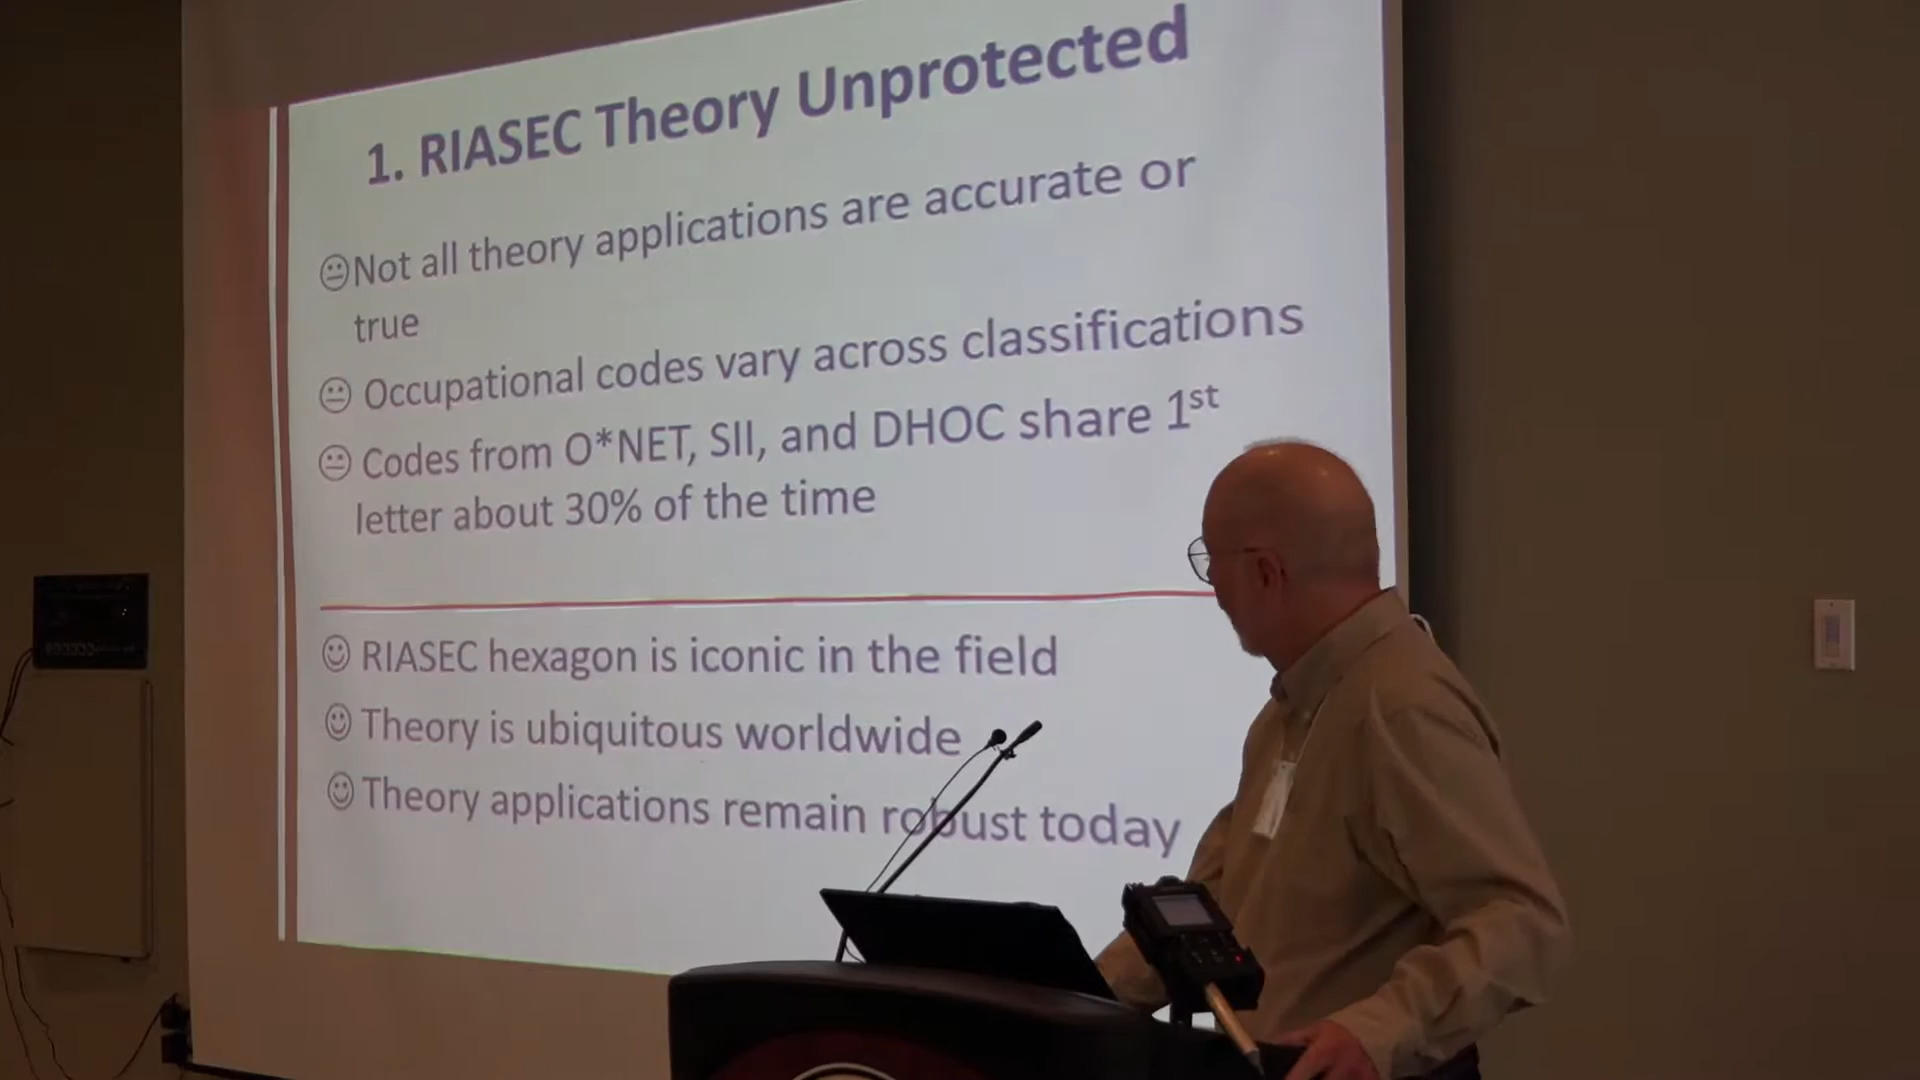 1. RIASEC Theory Unprotected
Not all theory applications are accurate or
true
Occupational codes vary across classifications
Codes from O*NET, SII, and DHOC share 1st
letter about 30% of the time
RIASEC hexagon is iconic in the field
Theory is ubiquitous worldwide
Theory applications remain robust today